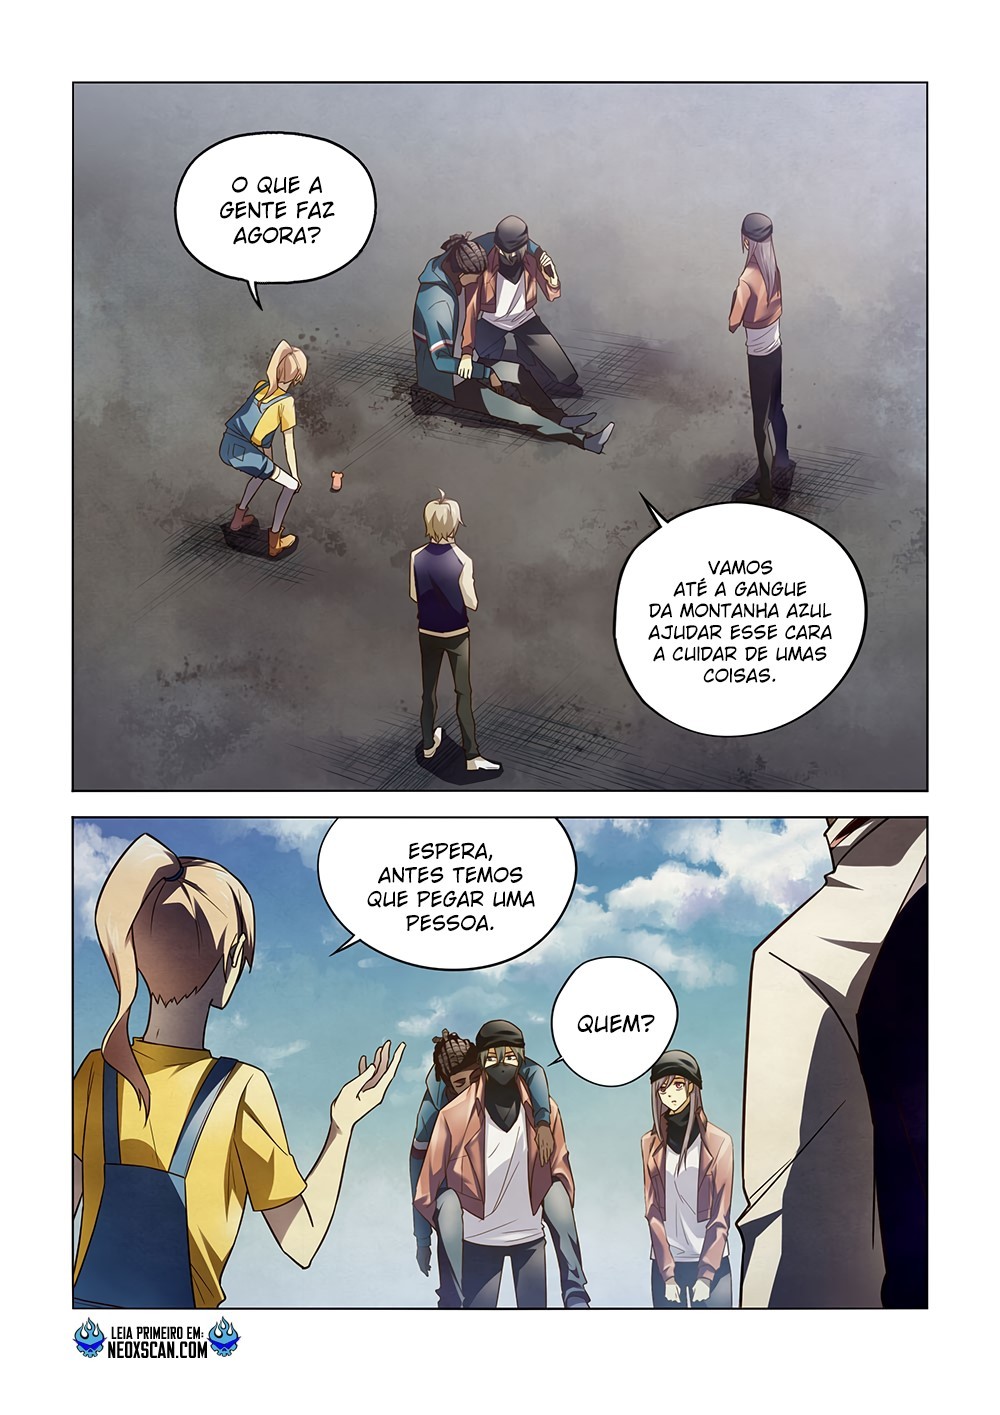 O QUE A
GENTE FAZ
AGORA?
VAMOS
ATÉ A GANGUE
DA MONTANHA AZUL
AJUDAR ESSE CARA
A CUIDAR DE UMAS
COISAS.
ESPERA,
ANTES TEMOS
QUE PEGAR UMA
PESSOA.
QUEM?
LEIA PRIMEIRO EM:
NEOXSCAN.COM